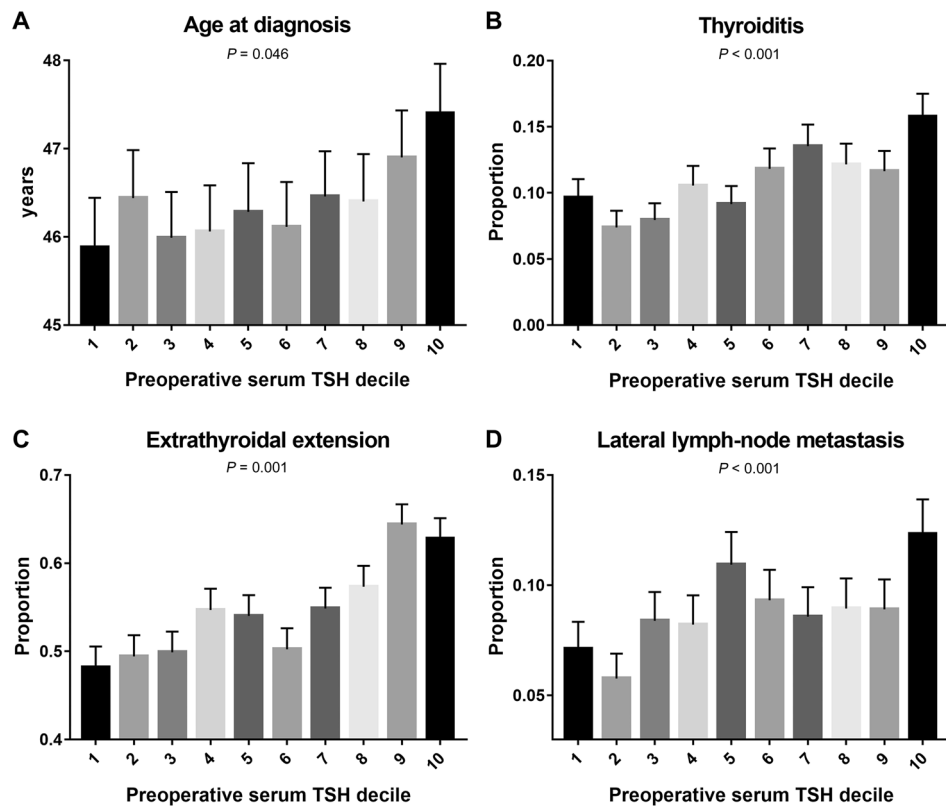 A
Age at diagnosis
P = 0.046
years
48
47
46
45
1 2 3 4 5 6 7 8 9 10
Preoperative serum TSH decile
B
Thyroiditis
P < 0.001
Proportion
0.20
0.15
0.10
0.05
0.00
1 2 3 4 5 6 7 8 9 10
Preoperative serum TSH decile
C
Extrathyroidal extension
P = 0.001
Proportion
0.7
0.6
0.5
0.4
1 2 3 4 5 6 7 8 9 10
Preoperative serum TSH decile
D
Lateral lymph-node metastasis
P < 0.001
Proportion
0.15
0.10
0.05
1 2 3 4 5 6 7 8 9 10
Preoperative serum TSH decile